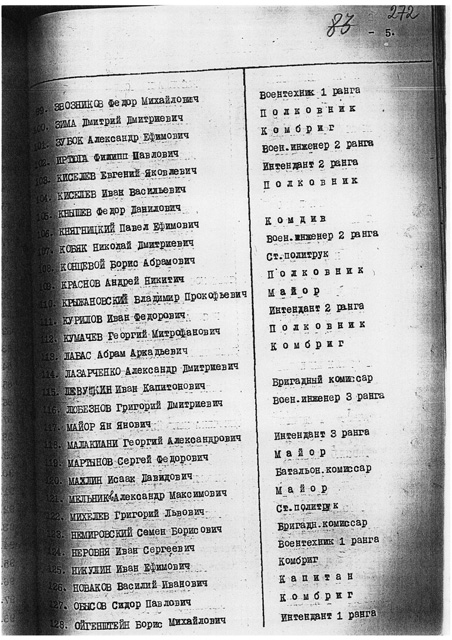 83 272
- 5.
99. ЗВОЗНИКОВ Федор Михайлович Воентехник 1 ранга
100. ЗИМА Дмитрий Дмитриевич Полковник
101. ЗУБОК Александр Ефимович Комбриг
102. ИРТЮГА Филипп Павлович Воен.инженер 2 ранга
103. КИСЕЛЕВ Евгений Яковлевич Интендант 2 ранга
104. КИСЕЛЕВ Иван Васильевич Полковник
105. КНЫШЕВ Федор Данилович
106. КНЯГНИЦКИЙ Павел Ефимович Комдив
107. КОБЯК Николай Дмитриевич Воен.инженер 2 ранга
108. КОНЦЕВОЙ Борис Абрамович Ст.политрук
109. КРАСНОВ Андрей Никитич Полковник
110. КРЫЖАНОВСКИЙ Владимир Прокофьевич Майор
111. КУРИЛОВ Иван Федорович Интендант 2 ранга
112. КУМАЧЕВ Георгий Митрофанович Полковник
113. ЛАБАС Абрам Аркадьевич Комбриг
114. ЛАЗАРЧЕНКО Александр Дмитриевич
115. ЛЕВУШКИН Иван Капитонович Бригадный комиссар
116. ЛОБЕЗНОВ Григорий Дмитриевич Воен.инженер 3 ранга
117. МАЙОР Ян Янович
118. МАЛАКИАНИ Георгий Александрович Интендант 3 ранга
119. МАРТЫНОВ Сергей Федорович Майор
120. МАХЛИН Исаак Давидович Батальон.комиссар
121. МЕЛЬНИК Александр Максимович Майор
122. МИХЕЛЕВ Григорий Львович Ст.политрук
123. НЕМИРОВСКИЙ Семен Борисович Бригадн.комиссар
124. НЕРОВНЯ Иван Сергеевич Воентехник 1 ранга
125. НИКУЛИН Иван Ефимович Комбриг
126. НОВАКОВ Василий Иванович Капитан
127. ОБЫСОВ Сидор Павлович Комбриг
128. ОЙГЕНШТЕЙН Борис Михайлович Интендант 1 ранга